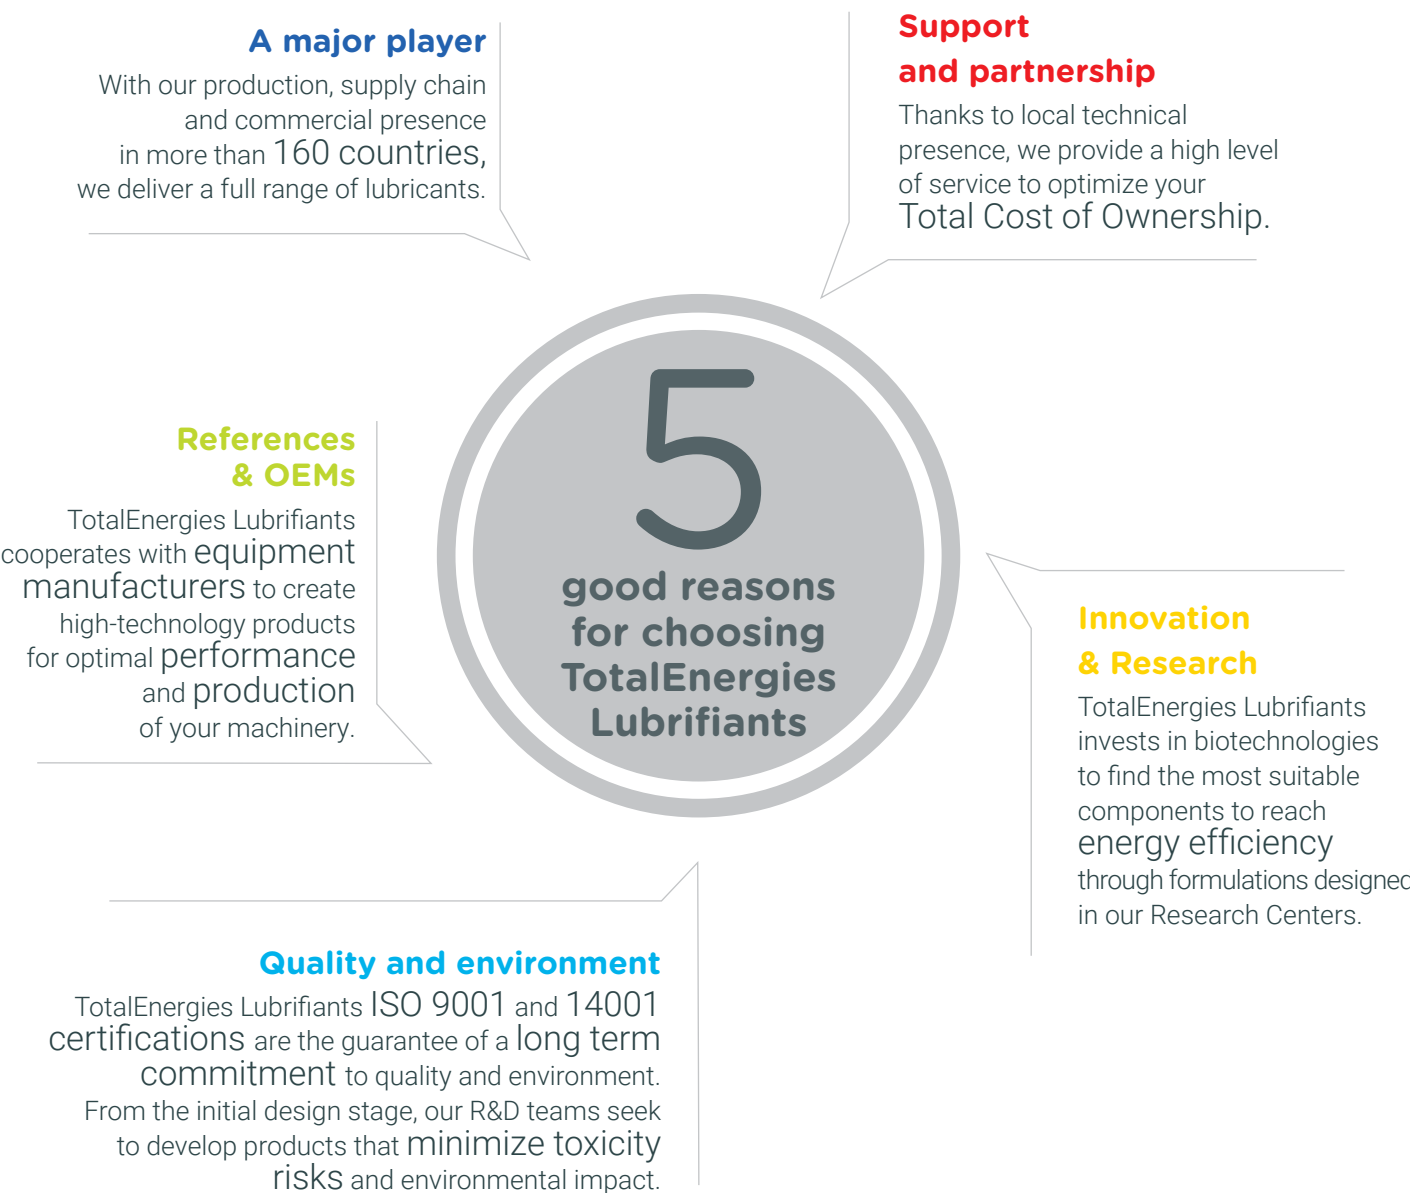 A major player
With our production, supply chain
and commercial presence
in more than 160 countries,
we deliver a full range of lubricants.
Support
and partnership
Thanks to local technical
presence, we provide a high level
of service to optimize your
Total Cost of Ownership.
5
good reasons
for choosing
TotalEnergies
Lubrifiants
References
& OEMs
TotalEnergies Lubrifiants
cooperates with equipment
manufacturers to create
high-technology products
for optimal performance
and production
of your machinery.
Innovation
& Research
TotalEnergies Lubrifiants
invests in biotechnologies
to find the most suitable
components to reach
energy efficiency
through formulations designed
in our Research Centers.
Quality and environment
TotalEnergies Lubrifiants ISO 9001 and 14001
certifications are the guarantee of a long term
commitment to quality and environment.
From the initial design stage, our R&D teams seek
to develop products that minimize toxicity
risks and environmental impact.